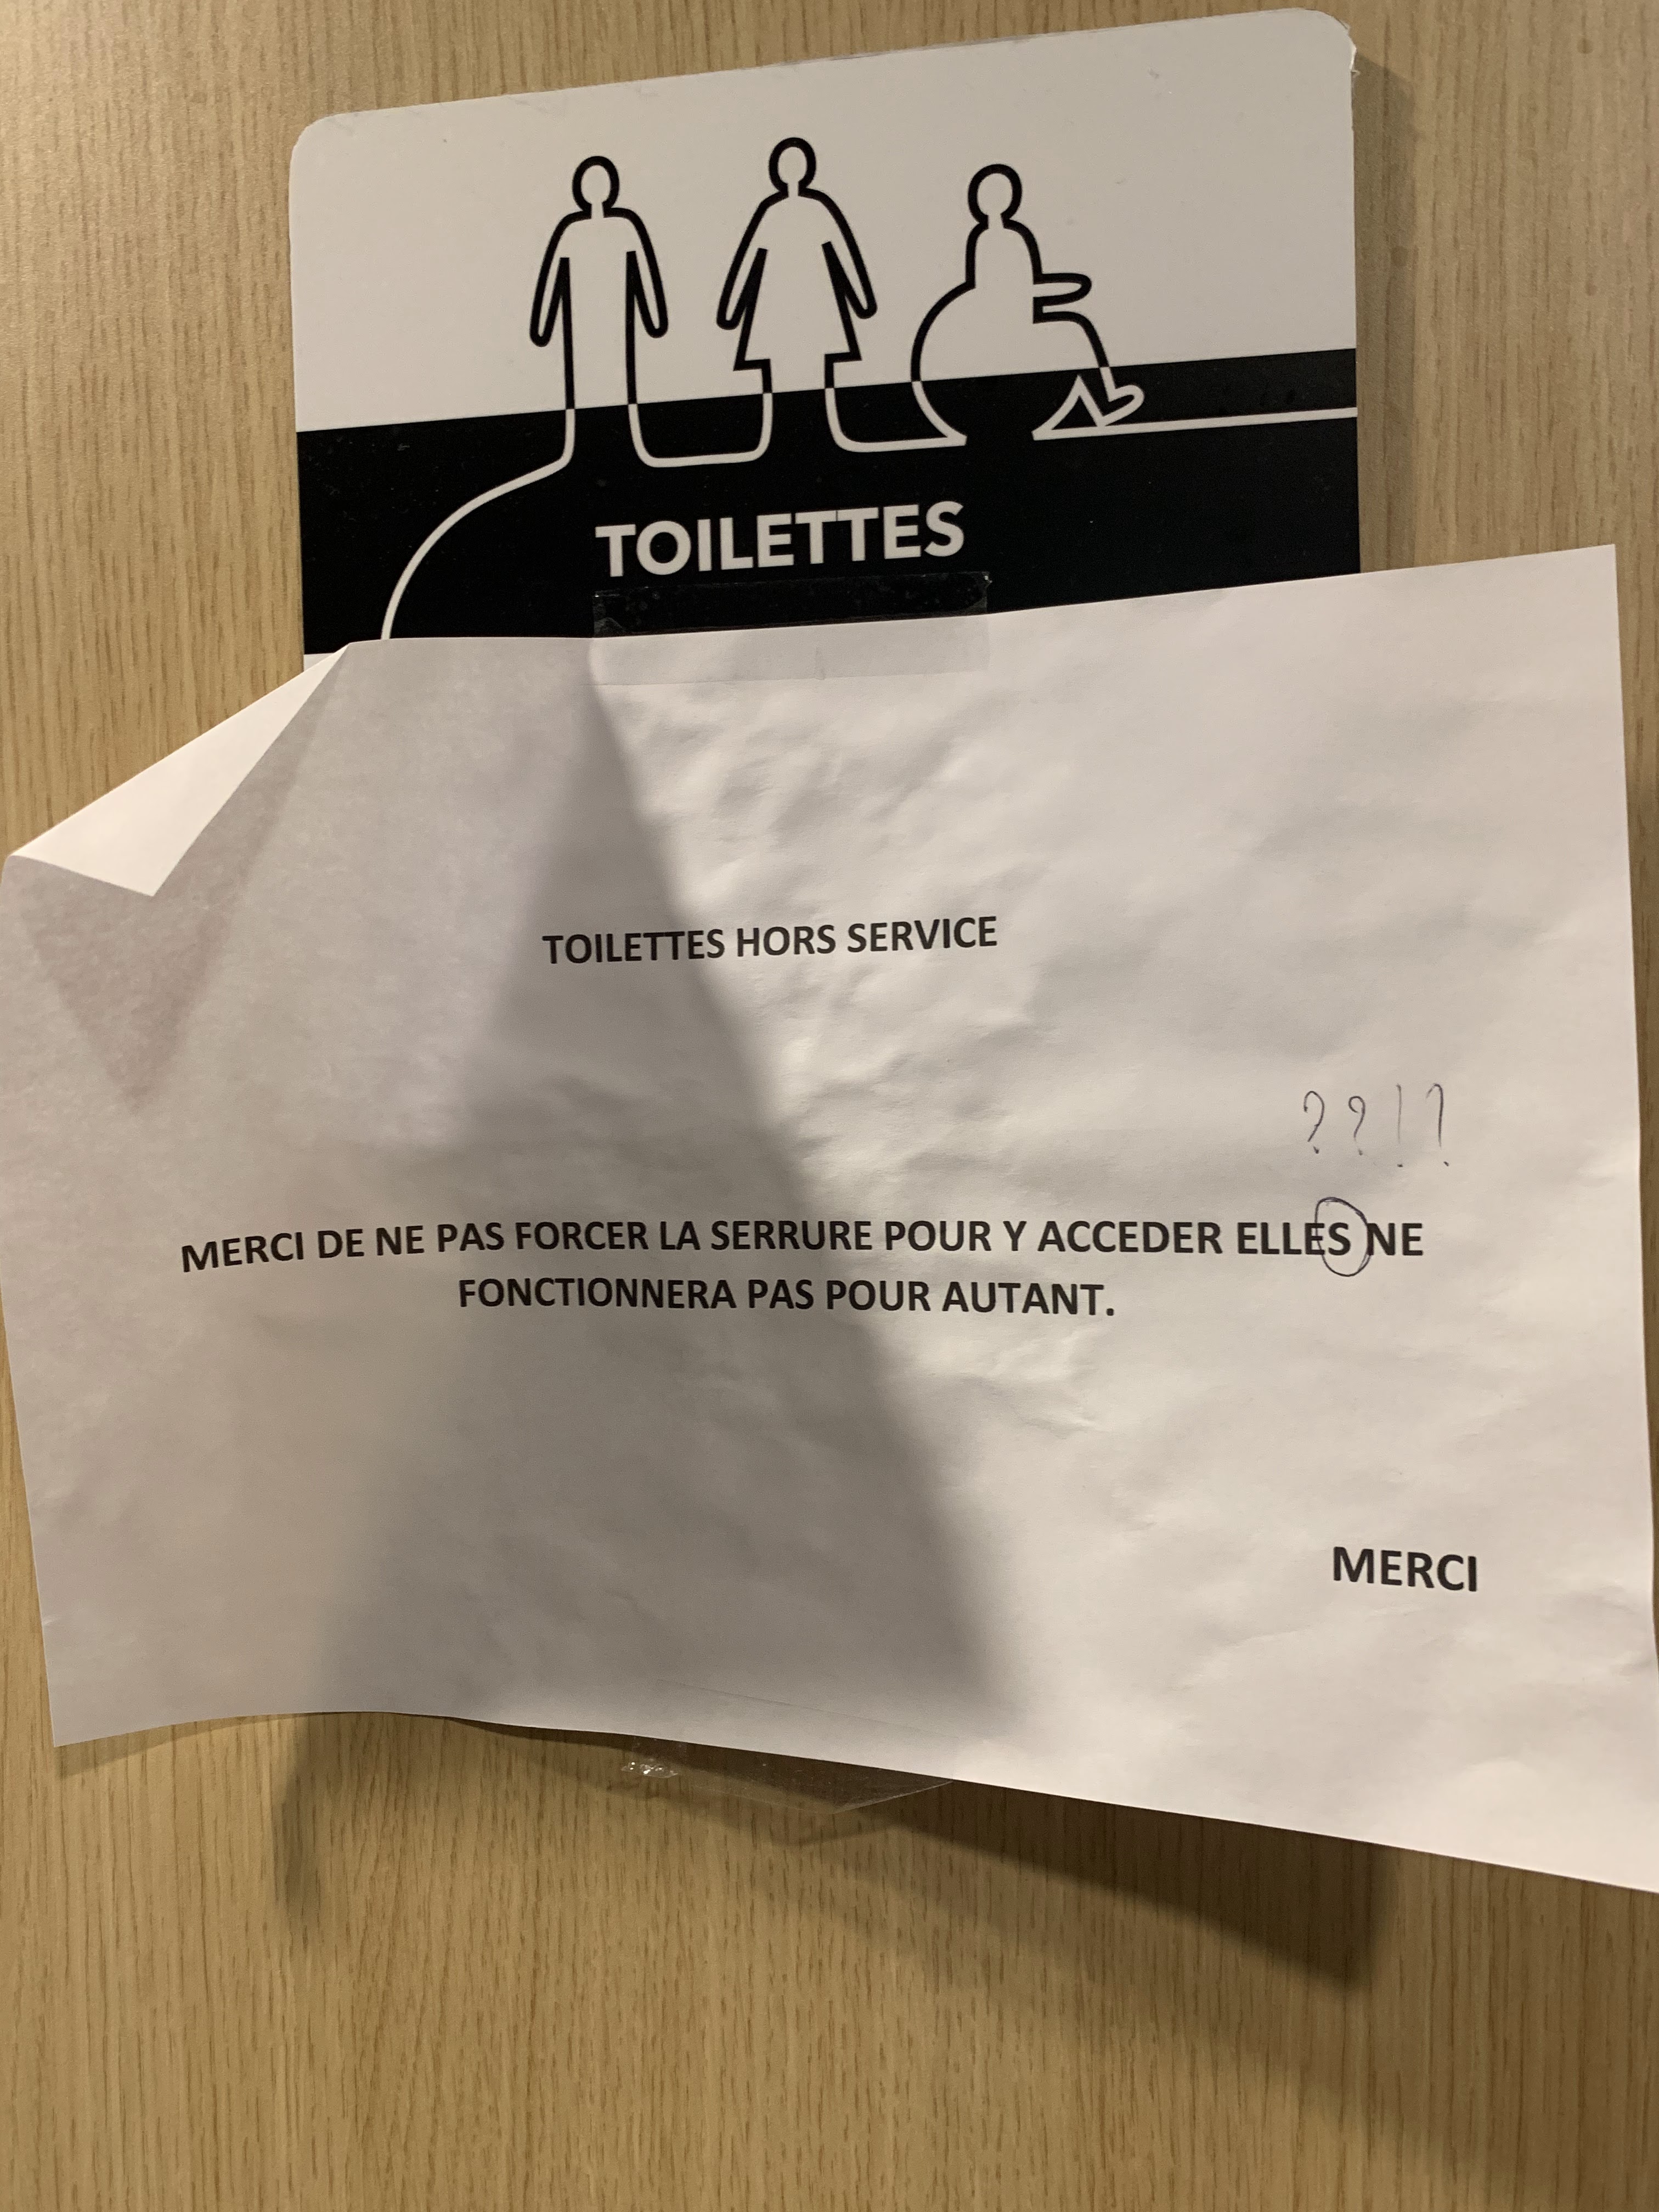 TOILETTES
TOILETTES HORS SERVICE
??!?
MERCI DE NE PAS FORCER LA SERRURE POUR Y ACCEDER ELLES NE
FONCTIONNERA PAS POUR AUTANT.
MERCI